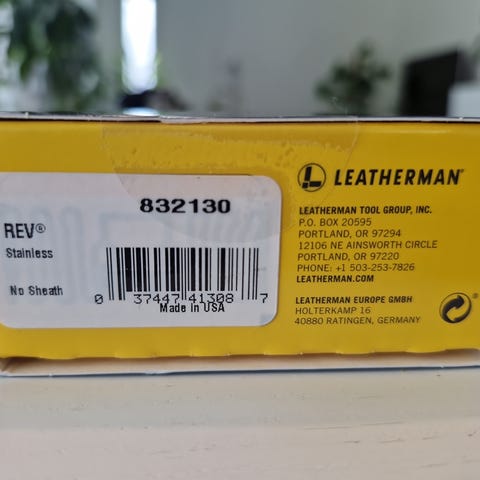 832130
REV®
Stainless
No Sheath
0 37447 41308 7
Made in USA
LEATHERMAN®
LEATHERMAN TOOL GROUP, INC.
P.O. BOX 20595
PORTLAND, OR 97294
12106 NE AINSWORTH CIRCLE
PORTLAND, OR 97220
PHONE: +1 503-253-7826
LEATHERMAN.COM
LEATHERMAN EUROPE GMBH
HOLTERKAMP 16
40880 RATINGEN, GERMANY